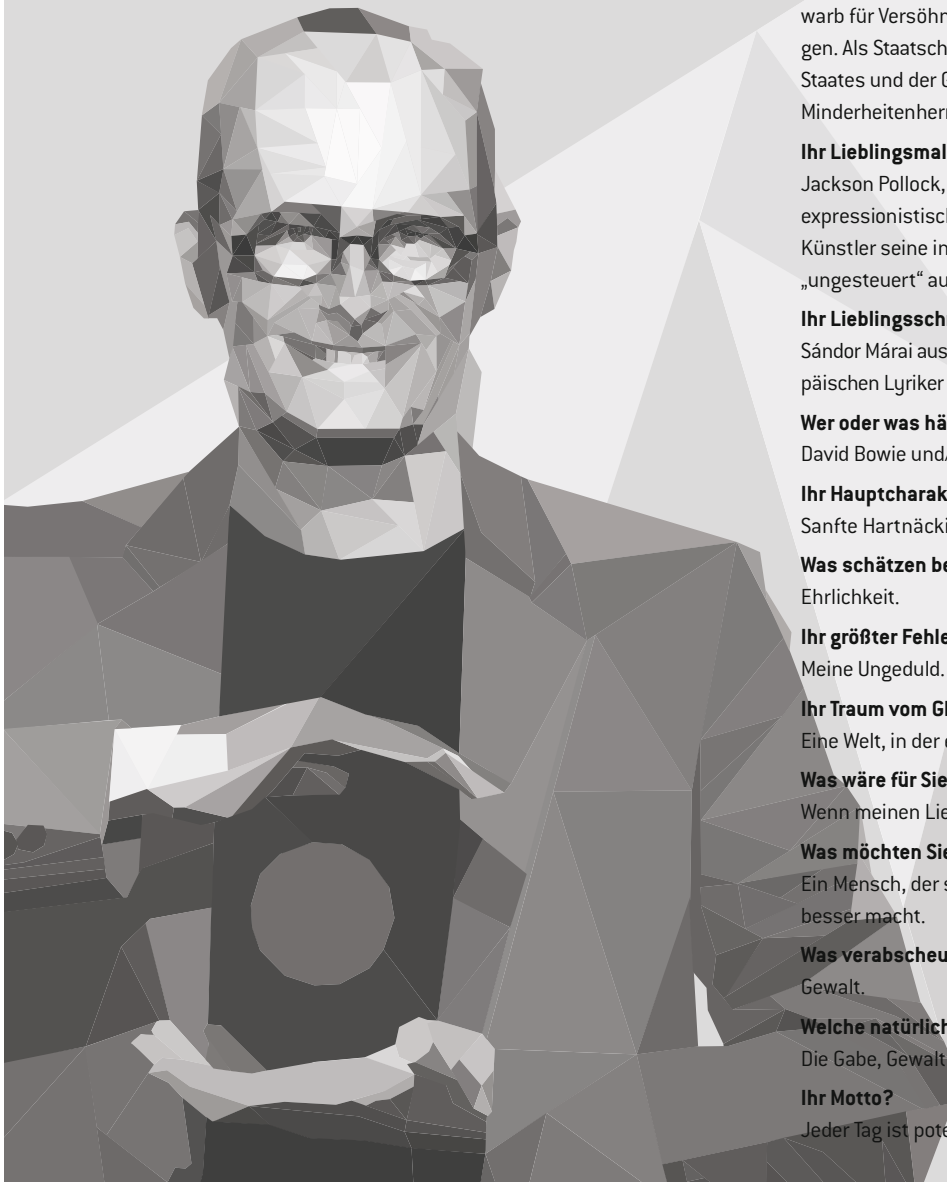 warb für Versöhn
gen. Als Staatsch
Staates und der G
Minderheitenherr
Ihr Lieblingsmal
Jackson Pollock,
expressionistisch
Künstler seine in
„ungesteuert“ au
Ihr Lieblingssch
Sándor Márai aus
päischen Lyriker
Wer oder was hä
David Bowie und
Ihr Hauptcharak
Sanfte Hartnäcki
Was schätzen be
Ehrlichkeit.
Ihr größter Fehle
Meine Ungeduld.
Ihr Traum vom Gl
Eine Welt, in der
Was wäre für Sie
Wenn meinen Lie
Was möchten Sie
Ein Mensch, der s
besser macht.
Was verabscheu
Gewalt.
Welche natürlich
Die Gabe, Gewalt
Ihr Motto?
Jeder Tag ist pote